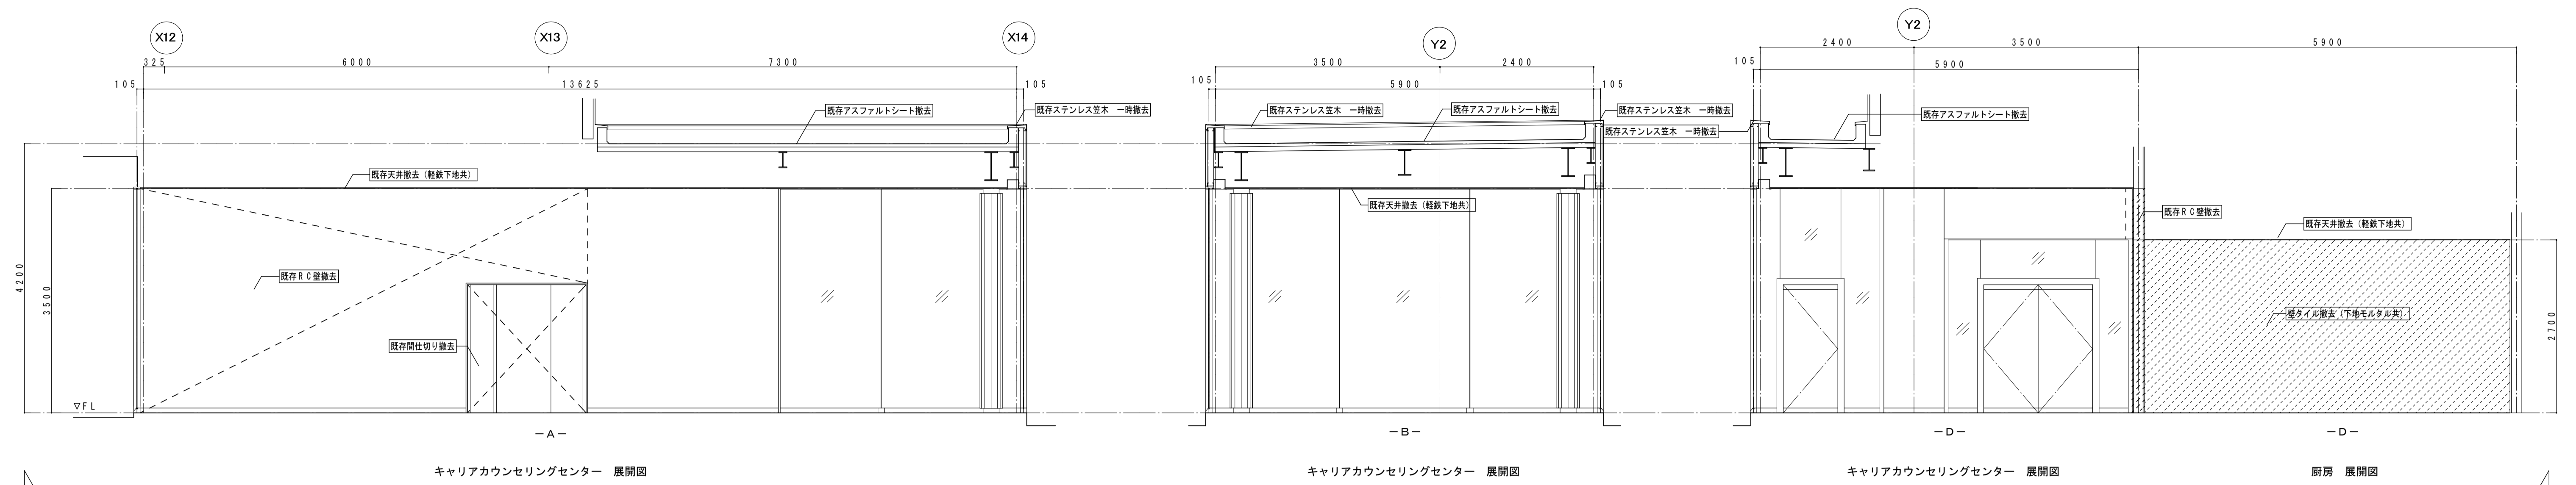 X12
X13
X14
Y2
Y2
325
6000
7300
3500
2400
2400
3500
5900
105
13625
105
105
5900
105
105
5900
既存アスファルトシート撤去
既存ステンレス笠木　一時撤去
既存ステンレス笠木　一時撤去
既存アスファルトシート撤去
既存ステンレス笠木　一時撤去
既存ステンレス笠木　一時撤去
既存アスファルトシート撤去
既存天井撤去（軽鉄下地共）
既存天井撤去（軽鉄下地共）
既存ＲＣ壁撤去
既存天井撤去（軽鉄下地共）
既存ＲＣ壁撤去
4200
3500
壁タイル撤去（下地モルタル共）
2700
既存間仕切り撤去
▽FL
－A－
－B－
－D－
－D－
キャリアカウンセリングセンター　展開図
キャリアカウンセリングセンター　展開図
キャリアカウンセリングセンター　展開図
厨房　展開図